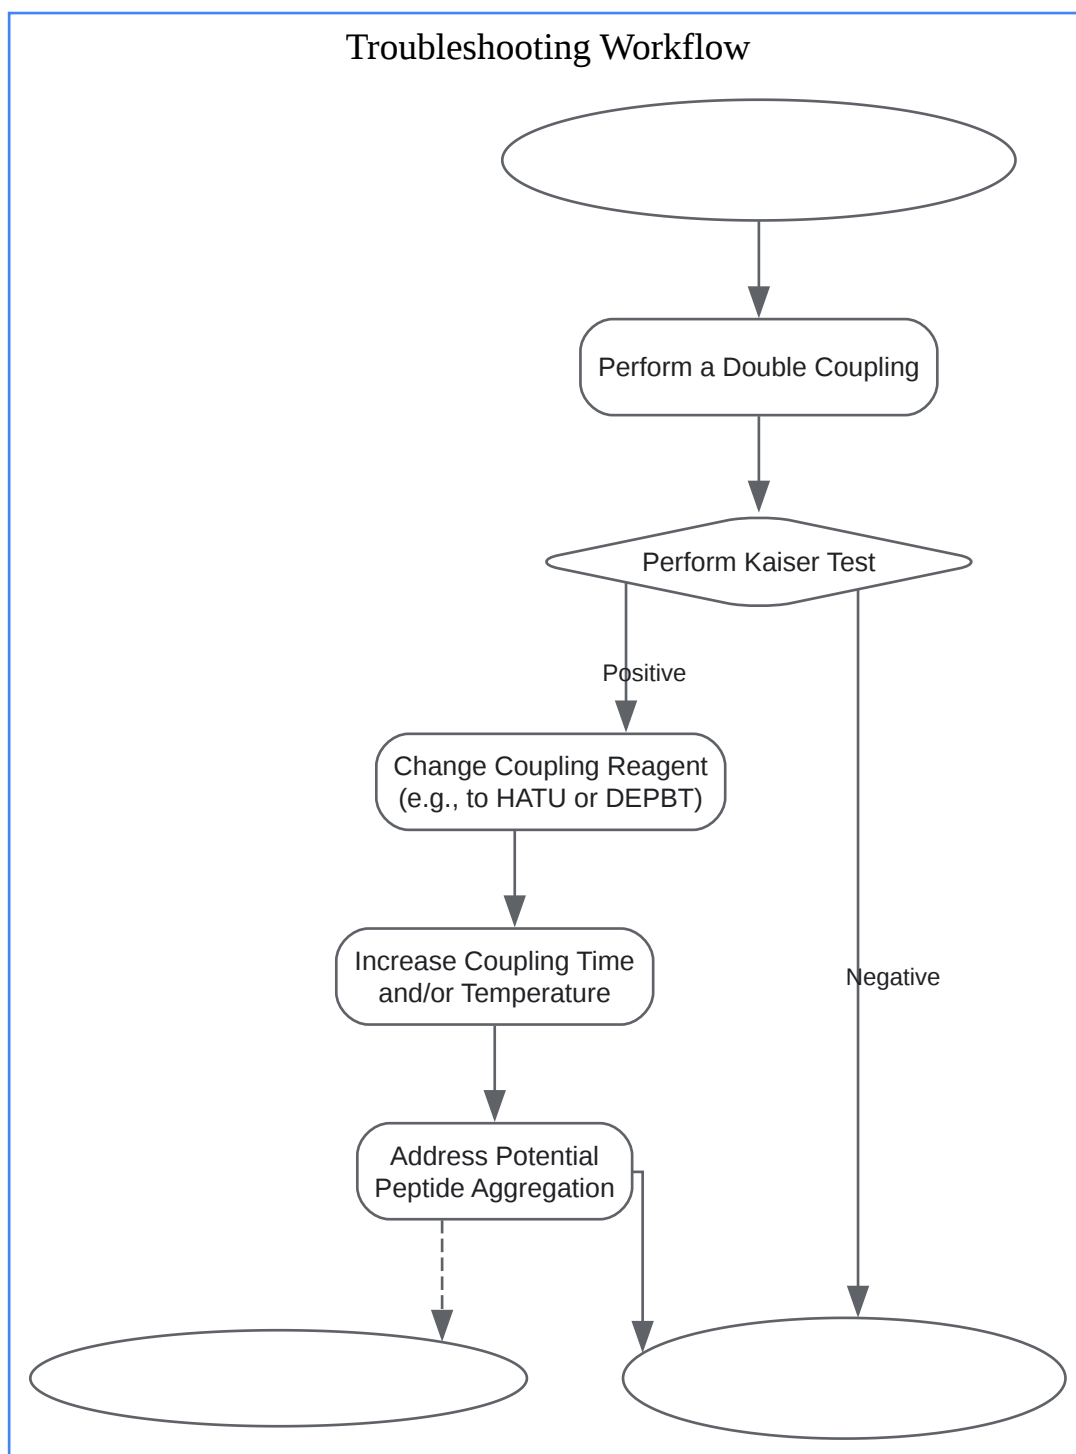 Troubleshooting Workflow
Perform a Double Coupling
Perform Kaiser Test
Positive
Change Coupling Reagent
(e.g., to HATU or DEPBT)
Increase Coupling Time
and/or Temperature
Negative
Address Potential
Peptide Aggregation